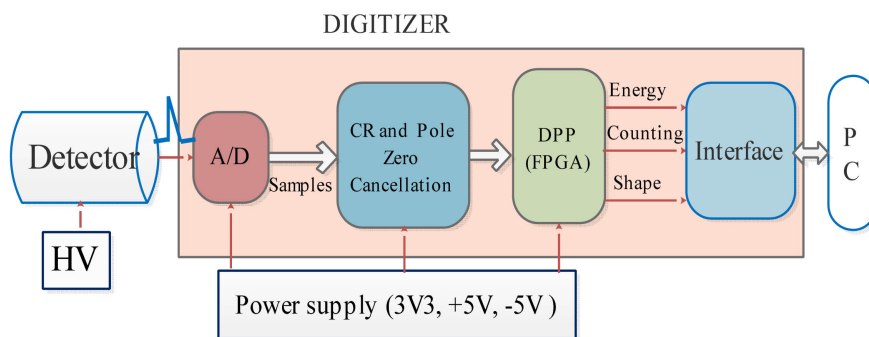 DIGITIZER
Detector
HV
A/D
Samples
CR and Pole
Zero
Cancellation
DPP
(FPGA)
Energy
Counting
Shape
Interface
P
C
Power supply (3V3, +5V, -5V )